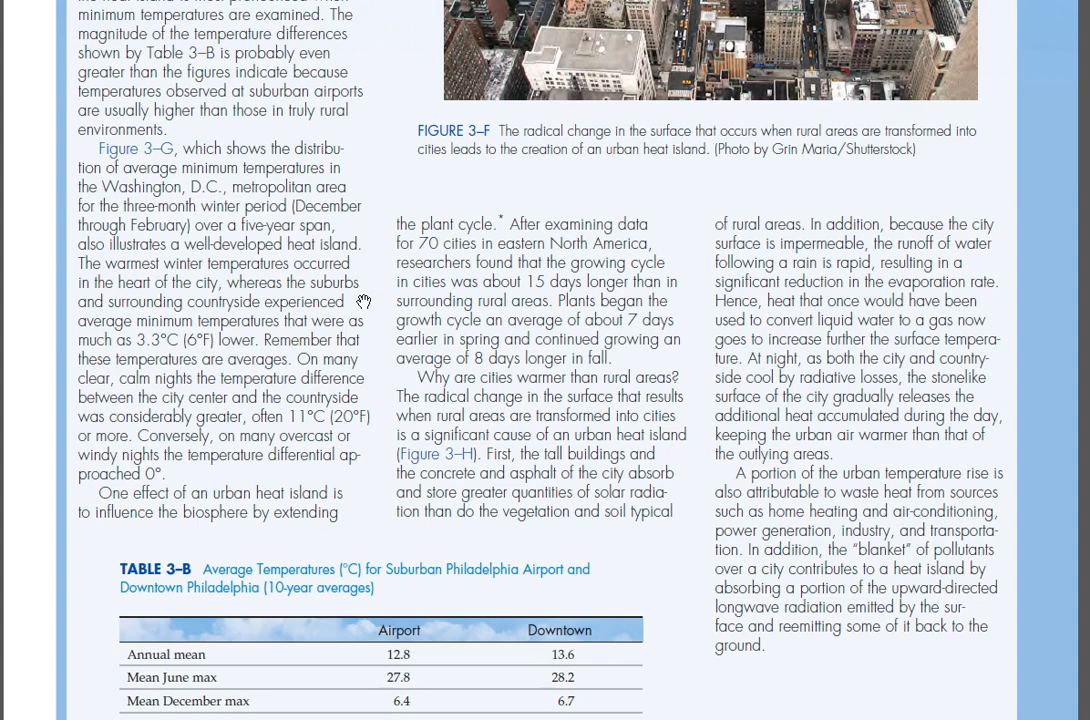 minimum temperatures are examined. The
magnitude of the temperature differences
shown by Table 3–B is probably even
greater than the figures indicate because
temperatures observed at suburban airports
are usually higher than those in truly rural
environments.
Figure 3–G, which shows the distribu-
tion of average minimum temperatures in
the Washington, D.C., metropolitan area
for the three-month winter period (December
through February) over a five-year span,
also illustrates a well-developed heat island.
The warmest winter temperatures occurred
in the heart of the city, whereas the suburbs
and surrounding countryside experienced
average minimum temperatures that were as
much as 3.3°C (6°F) lower. Remember that
these temperatures are averages. On many
clear, calm nights the temperature difference
between the city center and the countryside
was considerably greater, often 11°C (20°F)
or more. Conversely, on many overcast or
windy nights the temperature differential ap-
proached 0°.
One effect of an urban heat island is
to influence the biosphere by extending
FIGURE 3–F The radical change in the surface that occurs when rural areas are transformed into
cities leads to the creation of an urban heat island. (Photo by Grin Maria/Shutterstock)
the plant cycle.* After examining data
for 70 cities in eastern North America,
researchers found that the growing cycle
in cities was about 15 days longer than in
surrounding rural areas. Plants began the
growth cycle an average of about 7 days
earlier in spring and continued growing an
average of 8 days longer in fall.
Why are cities warmer than rural areas?
The radical change in the surface that results
when rural areas are transformed into cities
is a significant cause of an urban heat island
(Figure 3–H). First, the tall buildings and
the concrete and asphalt of the city absorb
and store greater quantities of solar radia-
tion than do the vegetation and soil typical
of rural areas. In addition, because the city
surface is impermeable, the runoff of water
following a rain is rapid, resulting in a
significant reduction in the evaporation rate.
Hence, heat that once would have been
used to convert liquid water to a gas now
goes to increase further the surface tempera-
ture. At night, as both the city and country-
side cool by radiative losses, the stonelike
surface of the city gradually releases the
additional heat accumulated during the day,
keeping the urban air warmer than that of
the outlying areas.
A portion of the urban temperature rise is
also attributable to waste heat from sources
such as home heating and air-conditioning,
power generation, industry, and transporta-
tion. In addition, the “blanket” of pollutants
over a city contributes to a heat island by
absorbing a portion of the upward-directed
longwave radiation emitted by the sur-
face and reemitting some of it back to the
ground.
TABLE 3–B Average Temperatures (°C) for Suburban Philadelphia Airport and
Downtown Philadelphia (10-year averages)
Airport Downtown
Annual mean 12.8 13.6
Mean June max 27.8 28.2
Mean December max 6.4 6.7